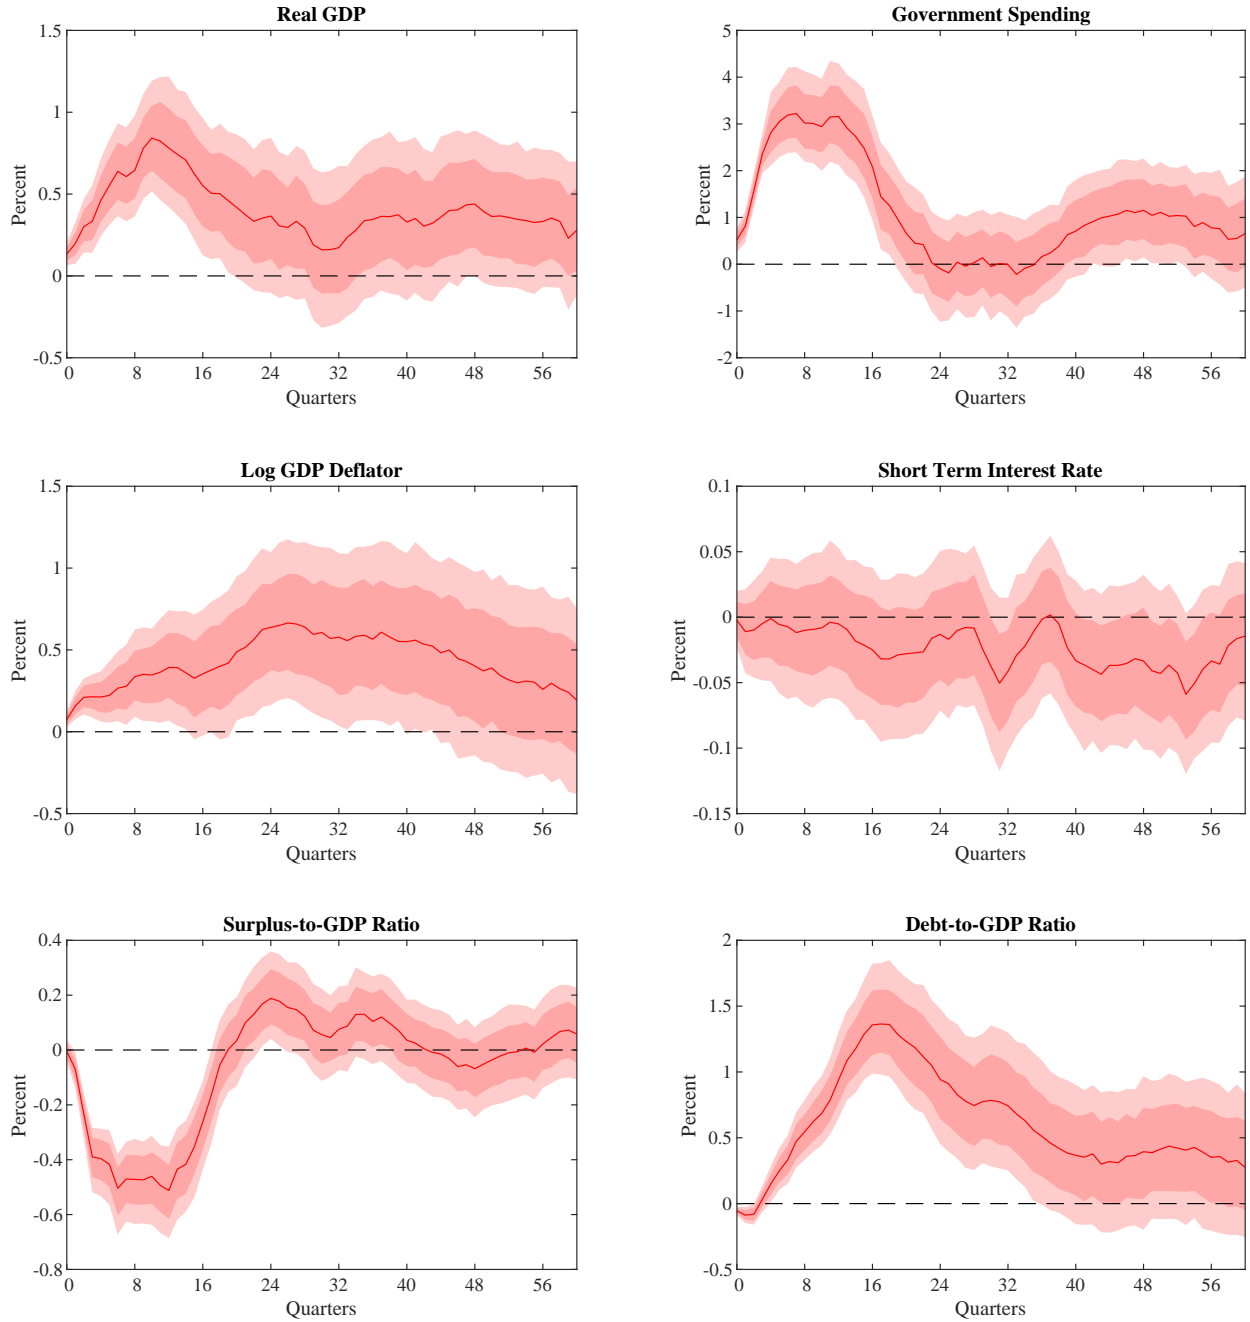 Real GDP
1.5
1
0.5
0
-0.5
Percent
0 8 16 24 32 40 48 56
Quarters
Government Spending
5
4
3
2
1
0
-1
-2
Percent
0 8 16 24 32 40 48 56
Quarters
Log GDP Deflator
1.5
1
0.5
0
-0.5
Percent
0 8 16 24 32 40 48 56
Quarters
Short Term Interest Rate
0.1
0.05
0
-0.05
-0.1
-0.15
Percent
0 8 16 24 32 40 48 56
Quarters
Surplus-to-GDP Ratio
0.4
0.2
0
-0.2
-0.4
-0.6
-0.8
Percent
0 8 16 24 32 40 48 56
Quarters
Debt-to-GDP Ratio
2
1.5
1
0.5
0
-0.5
Percent
0 8 16 24 32 40 48 56
Quarters